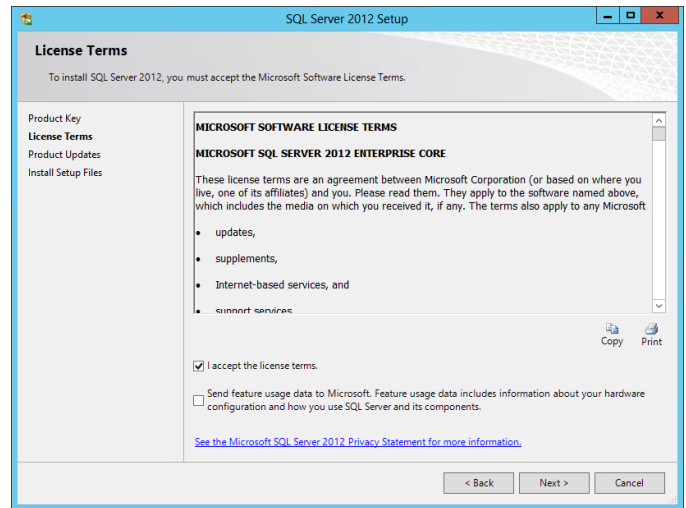 SQL Server 2012 Setup
License Terms
To install SQL Server 2012, you must accept the Microsoft Software License Terms.
Product Key
License Terms
Product Updates
Install Setup Files
MICROSOFT SOFTWARE LICENSE TERMS
MICROSOFT SQL SERVER 2012 ENTERPRISE CORE
These license terms are an agreement between Microsoft Corporation (or based on where you
live, one of its affiliates) and you. Please read them. They apply to the software named above,
which includes the media on which you received it, if any. The terms also apply to any Microsoft
• updates,
• supplements,
• Internet-based services, and
• support services
Copy Print
I accept the license terms.
Send feature usage data to Microsoft. Feature usage data includes information about your hardware
configuration and how you use SQL Server and its components.
See the Microsoft SQL Server 2012 Privacy Statement for more information.
< Back Next > Cancel